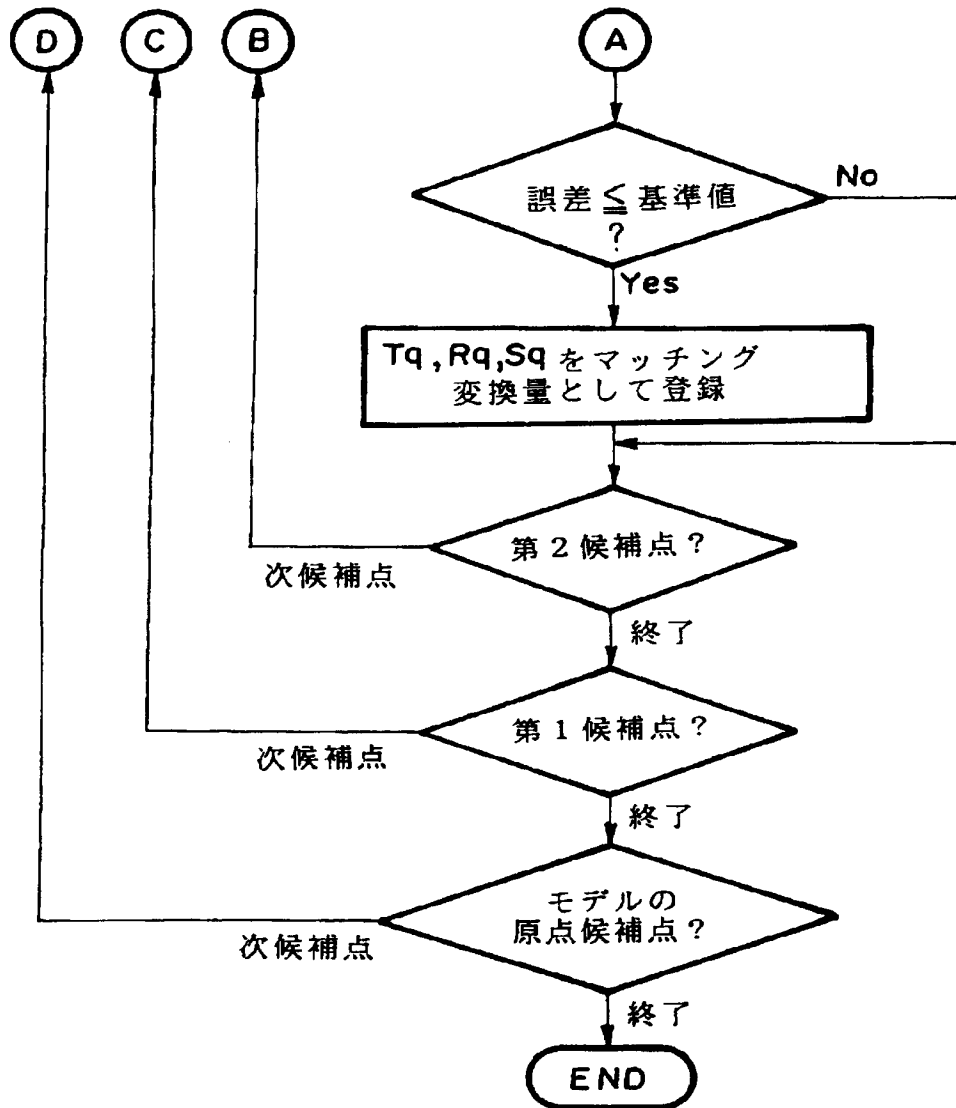 D
C
B
A
誤差≦基準値
?
No
Yes
Tq,Rq,Sqをマッチング
変換量として登録
第2候補点?
次候補点
終了
第1候補点?
次候補点
終了
モデルの
原点候補点?
次候補点
終了
END